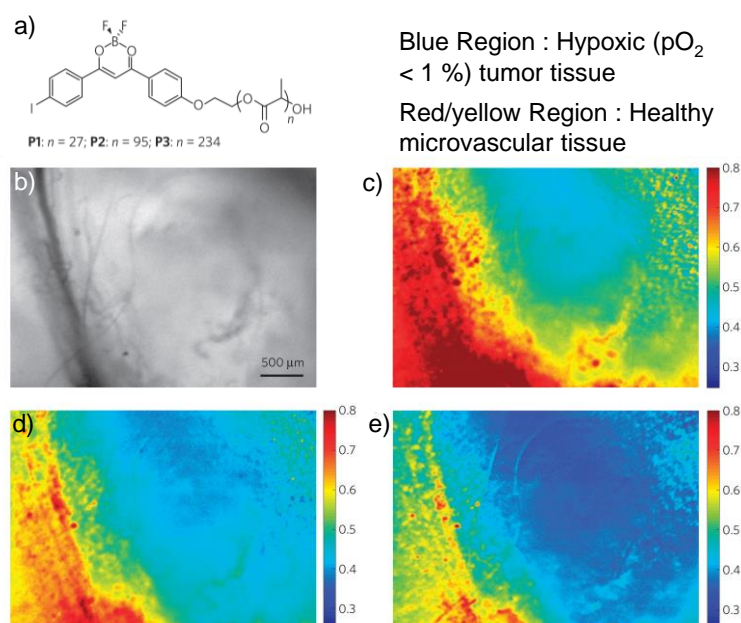 a)
F F
B
O O
I
O
O
O
OH
n
P1: n = 27; P2: n = 95; P3: n = 234
Blue Region : Hypoxic (pO2
< 1 %) tumor tissue
Red/yellow Region : Healthy
microvascular tissue
b)
500 μm
c)
0.8
0.7
0.6
0.5
0.4
0.3
d)
0.8
0.7
0.6
0.5
0.4
0.3
e)
0.8
0.7
0.6
0.5
0.4
0.3